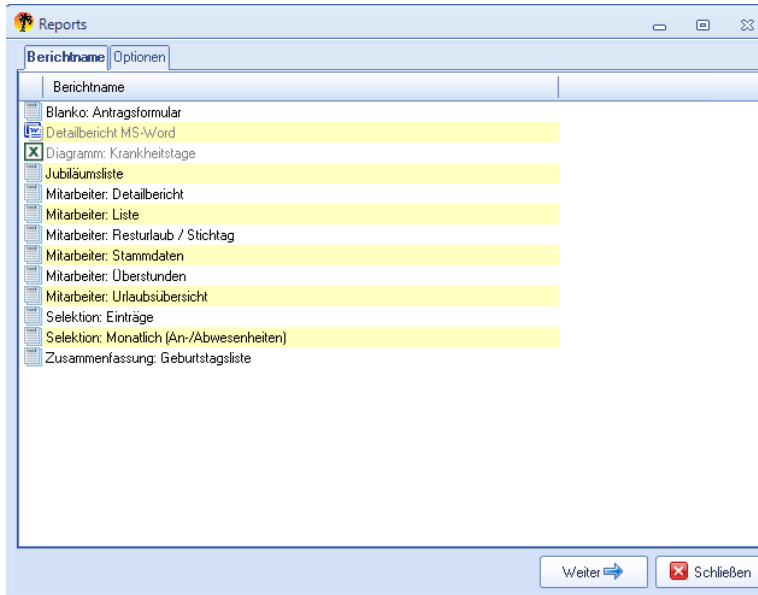 Reports
Berichtname Optionen
Berichtname
Blanko: Antragsformular
Detailbericht MS-Word
Diagramm: Krankheitstage
Jubiläumsliste
Mitarbeiter: Detailbericht
Mitarbeiter: Liste
Mitarbeiter: Resturlaub / Stichtag
Mitarbeiter: Stammdaten
Mitarbeiter: Überstunden
Mitarbeiter: Urlaubsübersicht
Selektion: Einträge
Selektion: Monatlich (An-/Abwesenheiten)
Zusammenfassung: Geburtstagsliste
Weiter Schließen